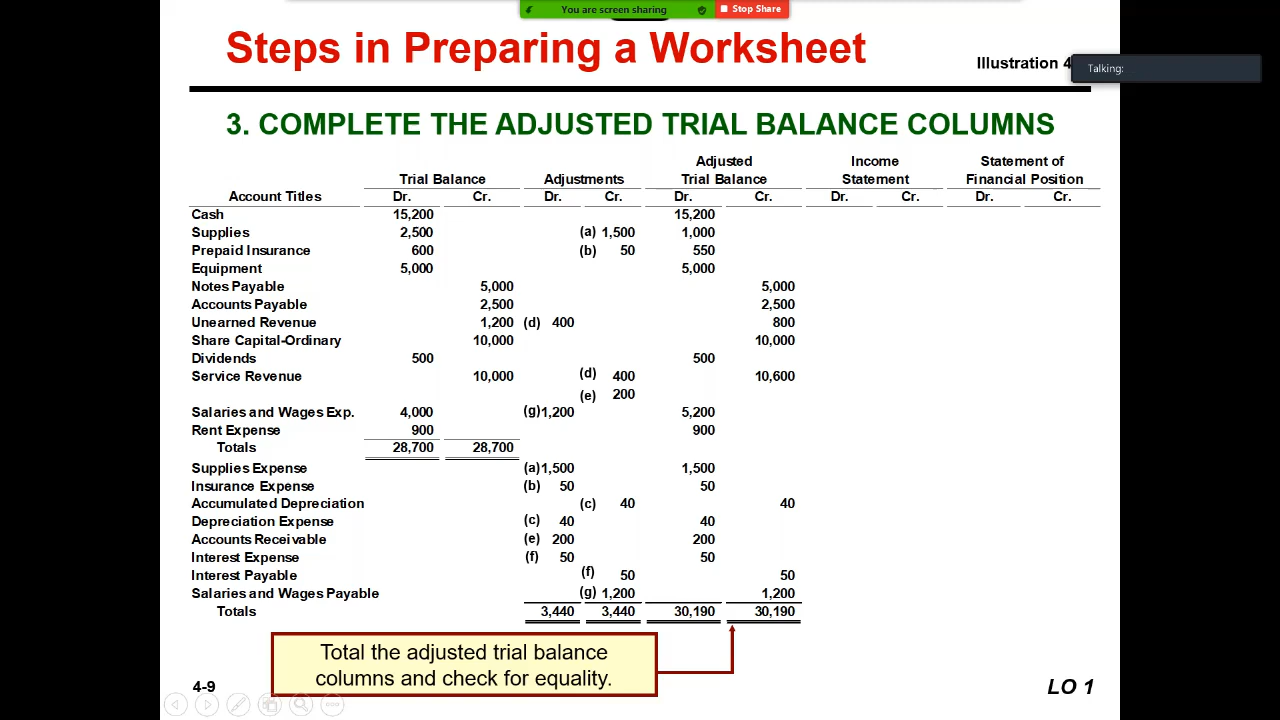 You are screen sharing Stop Share
Steps in Preparing a Worksheet
Illustration 4
Talking:
3. COMPLETE THE ADJUSTED TRIAL BALANCE COLUMNS
Adjusted Income Statement of
Trial Balance Adjustments Trial Balance Statement Financial Position
Account Titles Dr. Cr. Dr. Cr. Dr. Cr. Dr. Cr. Dr. Cr.
Cash 15,200 15,200
Supplies 2,500 (a) 1,500 1,000
Prepaid Insurance 600 (b) 50 550
Equipment 5,000 5,000
Notes Payable 5,000 5,000
Accounts Payable 2,500 2,500
Unearned Revenue 1,200 (d) 400 800
Share Capital-Ordinary 10,000 10,000
Dividends 500 500
Service Revenue 10,000 (d) 400 10,600
(e) 200
Salaries and Wages Exp. 4,000 (g) 1,200 5,200
Rent Expense 900 900
Totals 28,700 28,700
Supplies Expense (a) 1,500 1,500
Insurance Expense (b) 50 50
Accumulated Depreciation (c) 40 40
Depreciation Expense (c) 40 40
Accounts Receivable (e) 200 200
Interest Expense (f) 50 50
Interest Payable (f) 50 50
Salaries and Wages Payable (g) 1,200 1,200
Totals 3,440 3,440 30,190 30,190
Total the adjusted trial balance
columns and check for equality.
4-9
LO 1